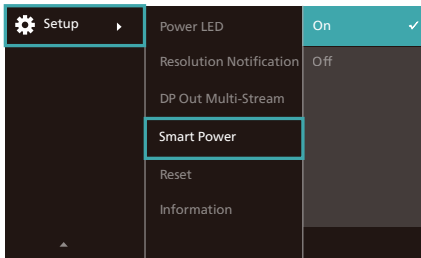 Setup
Power LED
Resolution Notification
DP Out Multi-Stream
Smart Power
Reset
Information
On
Off